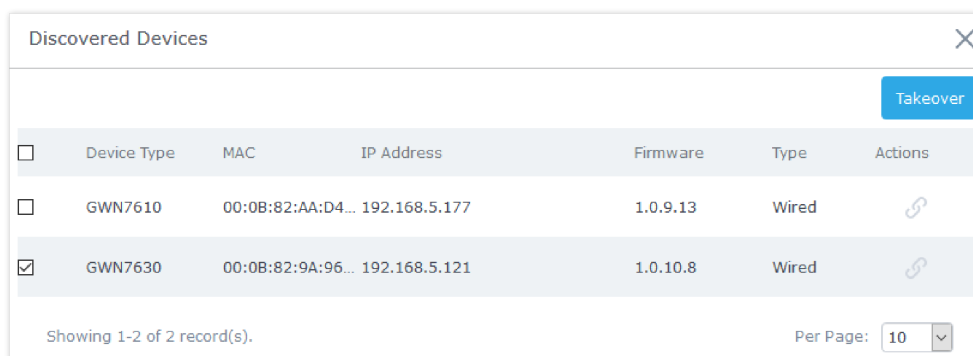 Discovered Devices
Takeover
Device Type MAC IP Address Firmware Type Actions
GWN7610 00:0B:82:AA:D4... 192.168.5.177 1.0.9.13 Wired
GWN7630 00:0B:82:9A:96... 192.168.5.121 1.0.10.8 Wired
Showing 1-2 of 2 record(s). Per Page: 10